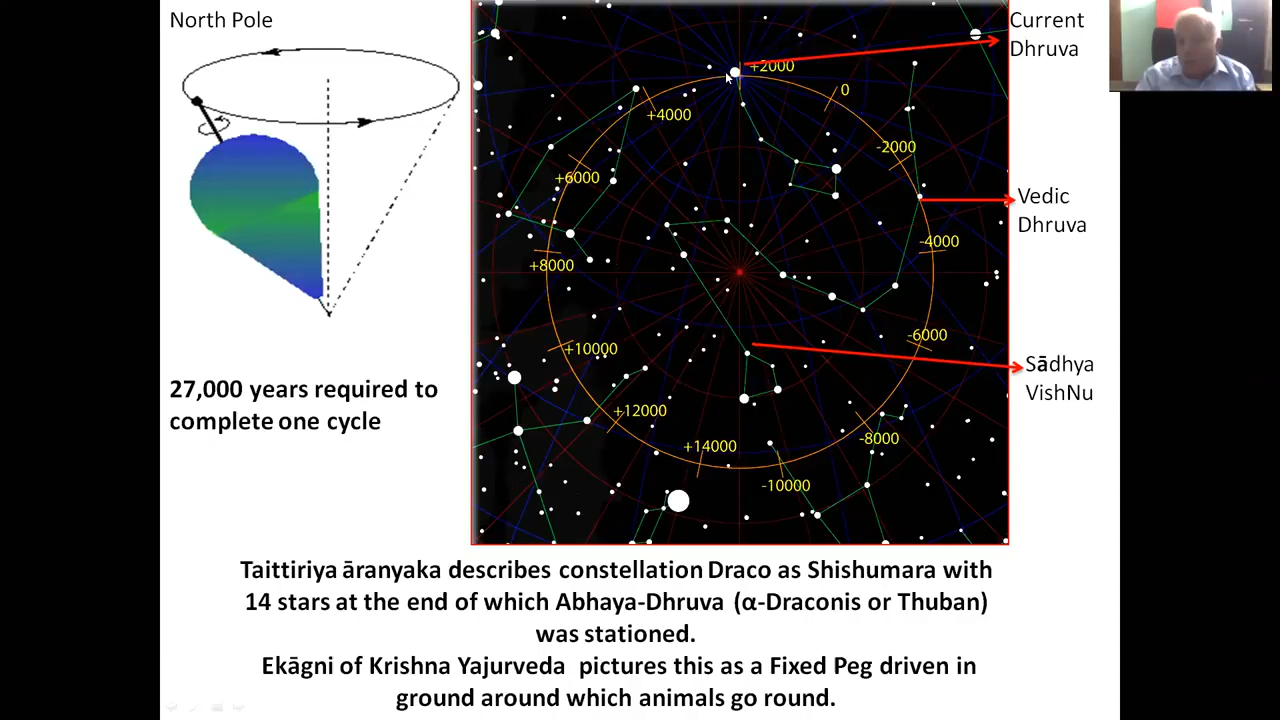 North Pole
27,000 years required to
complete one cycle
+2000
0
+4000
-2000
+6000
-4000
+8000
-6000
+10000
+12000
-8000
+14000
-10000
Current
Dhruva
Vedic
Dhruva
Sādhya
VishNu
Taittiriya āranyaka describes constellation Draco as Shishumara with
14 stars at the end of which Abhaya-Dhruva (α-Draconis or Thuban)
was stationed.
Ekāgni of Krishna Yajurveda pictures this as a Fixed Peg driven in
ground around which animals go round.